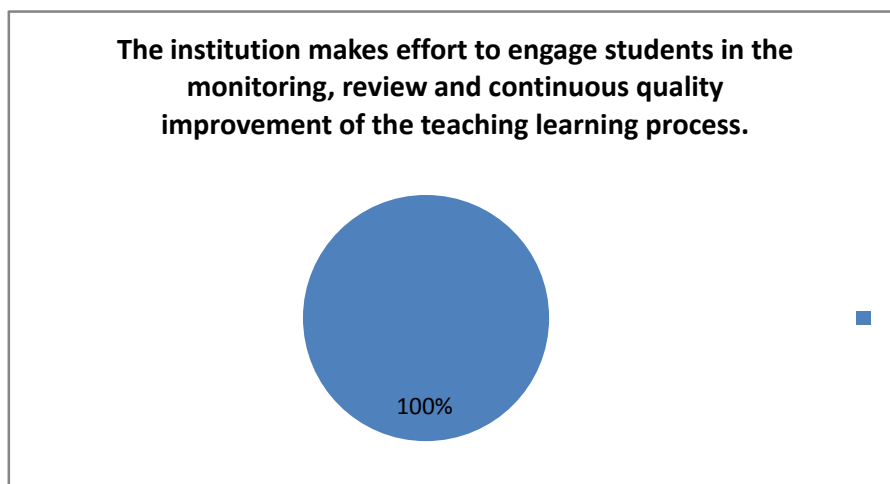 The institution makes effort to engage students in the
monitoring, review and continuous quality
improvement of the teaching learning process.
100%